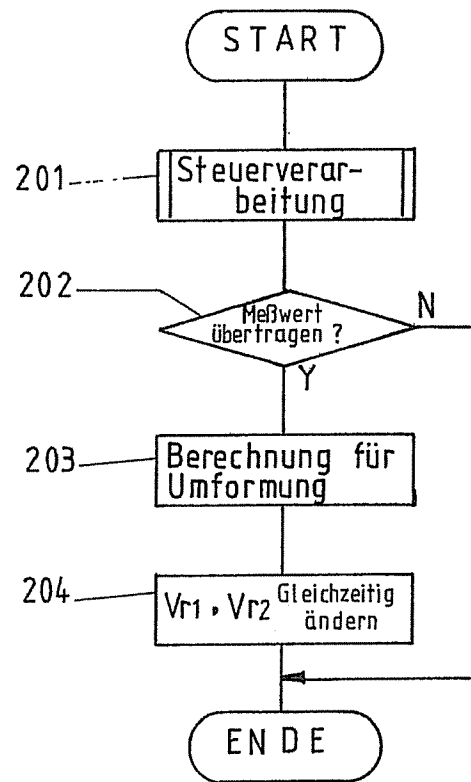 START
201
Steuerverar-
beitung
202
Meßwert
übertragen ?
N
Y
203
Berechnung für
Umformung
204
Vr1, Vr2 Gleichzeitig
ändern
ENDE